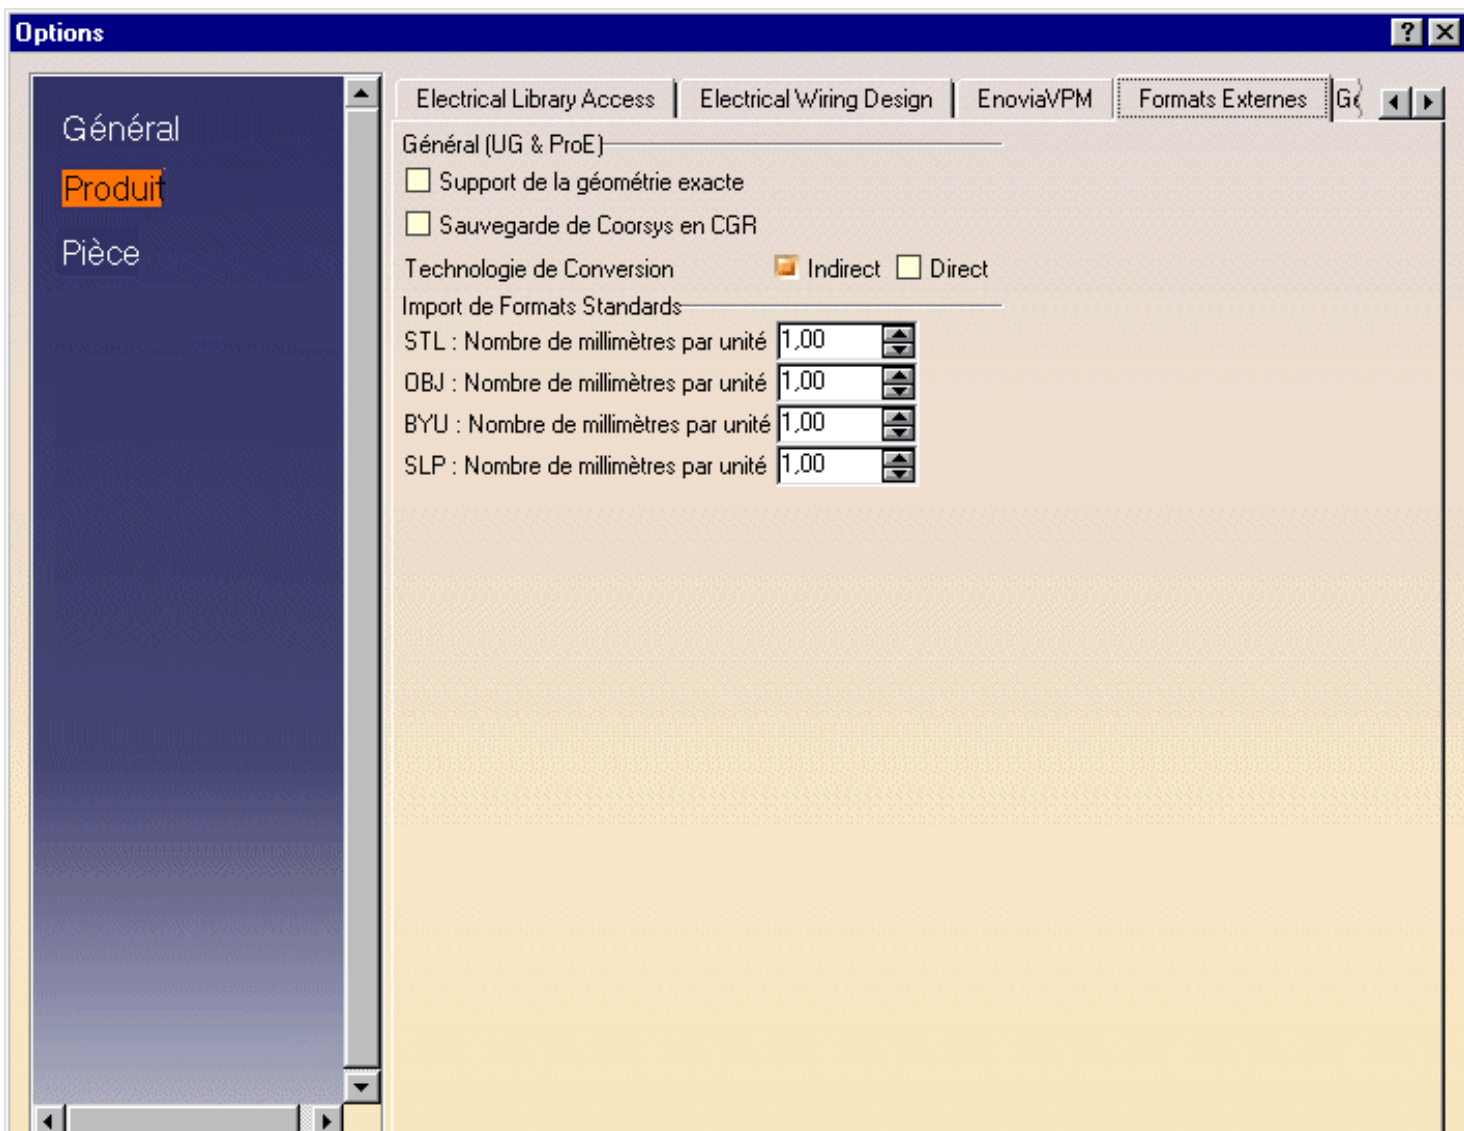 Options
Général
Produit
Pièce
Electrical Library Access Electrical Wiring Design EnoviaVPM Formats Externes
Général (UG & ProE)
Support de la géométrie exacte
Sauvegarde de Coorsys en CGR
Technologie de Conversion Indirect Direct
Import de Formats Standards
STL : Nombre de millimètres par unité 1,00
OBJ : Nombre de millimètres par unité 1,00
BYU : Nombre de millimètres par unité 1,00
SLP : Nombre de millimètres par unité 1,00